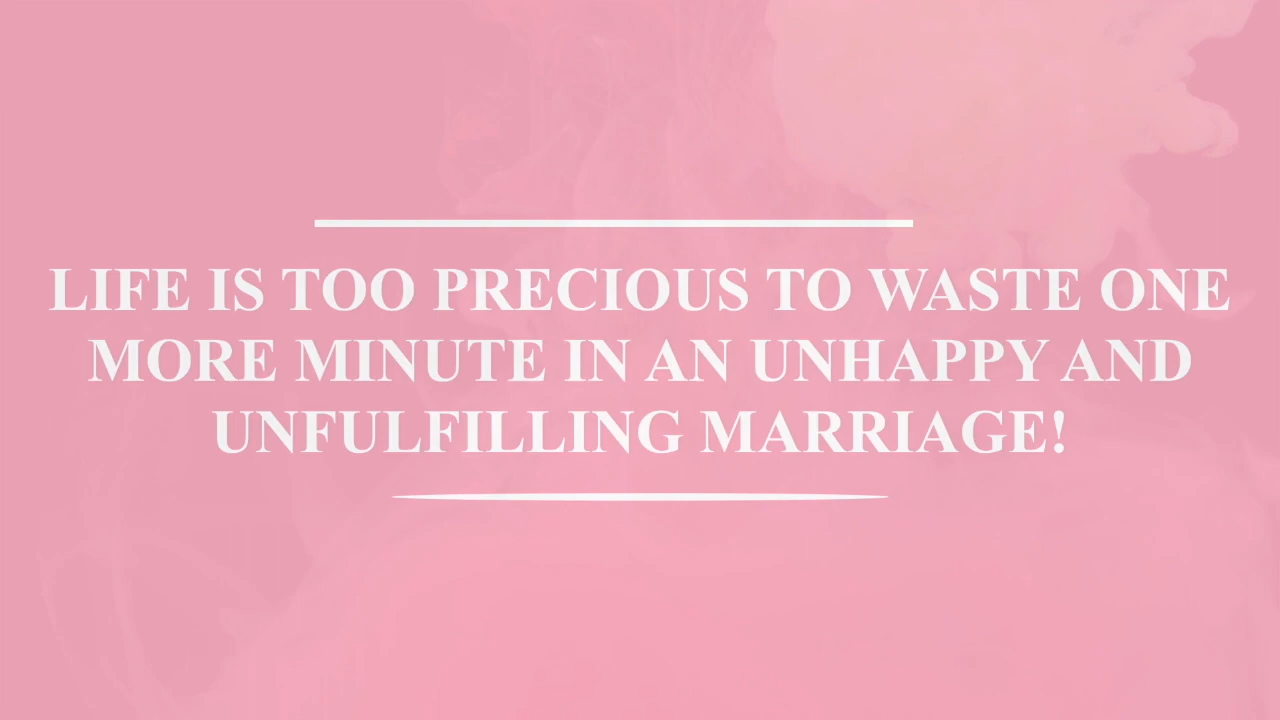 LIFE IS TOO PRECIOUS TO WASTE ONE
MORE MINUTE IN AN UNHAPPY AND
UNFULFILLING MARRIAGE!